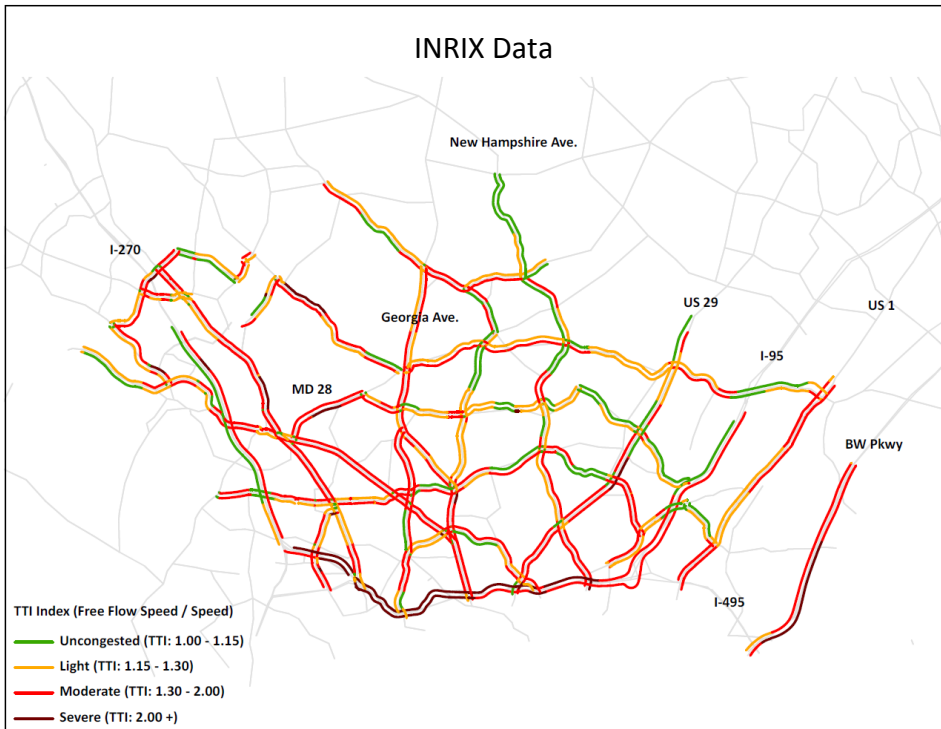 INRIX Data
New Hampshire Ave.
I-270
US 29
US 1
Georgia Ave.
I-95
MD 28
BW Pkwy
I-495
TTI Index (Free Flow Speed / Speed)
Uncongested (TTI: 1.00 - 1.15)
Light (TTI: 1.15 - 1.30)
Moderate (TTI: 1.30 - 2.00)
Severe (TTI: 2.00 +)